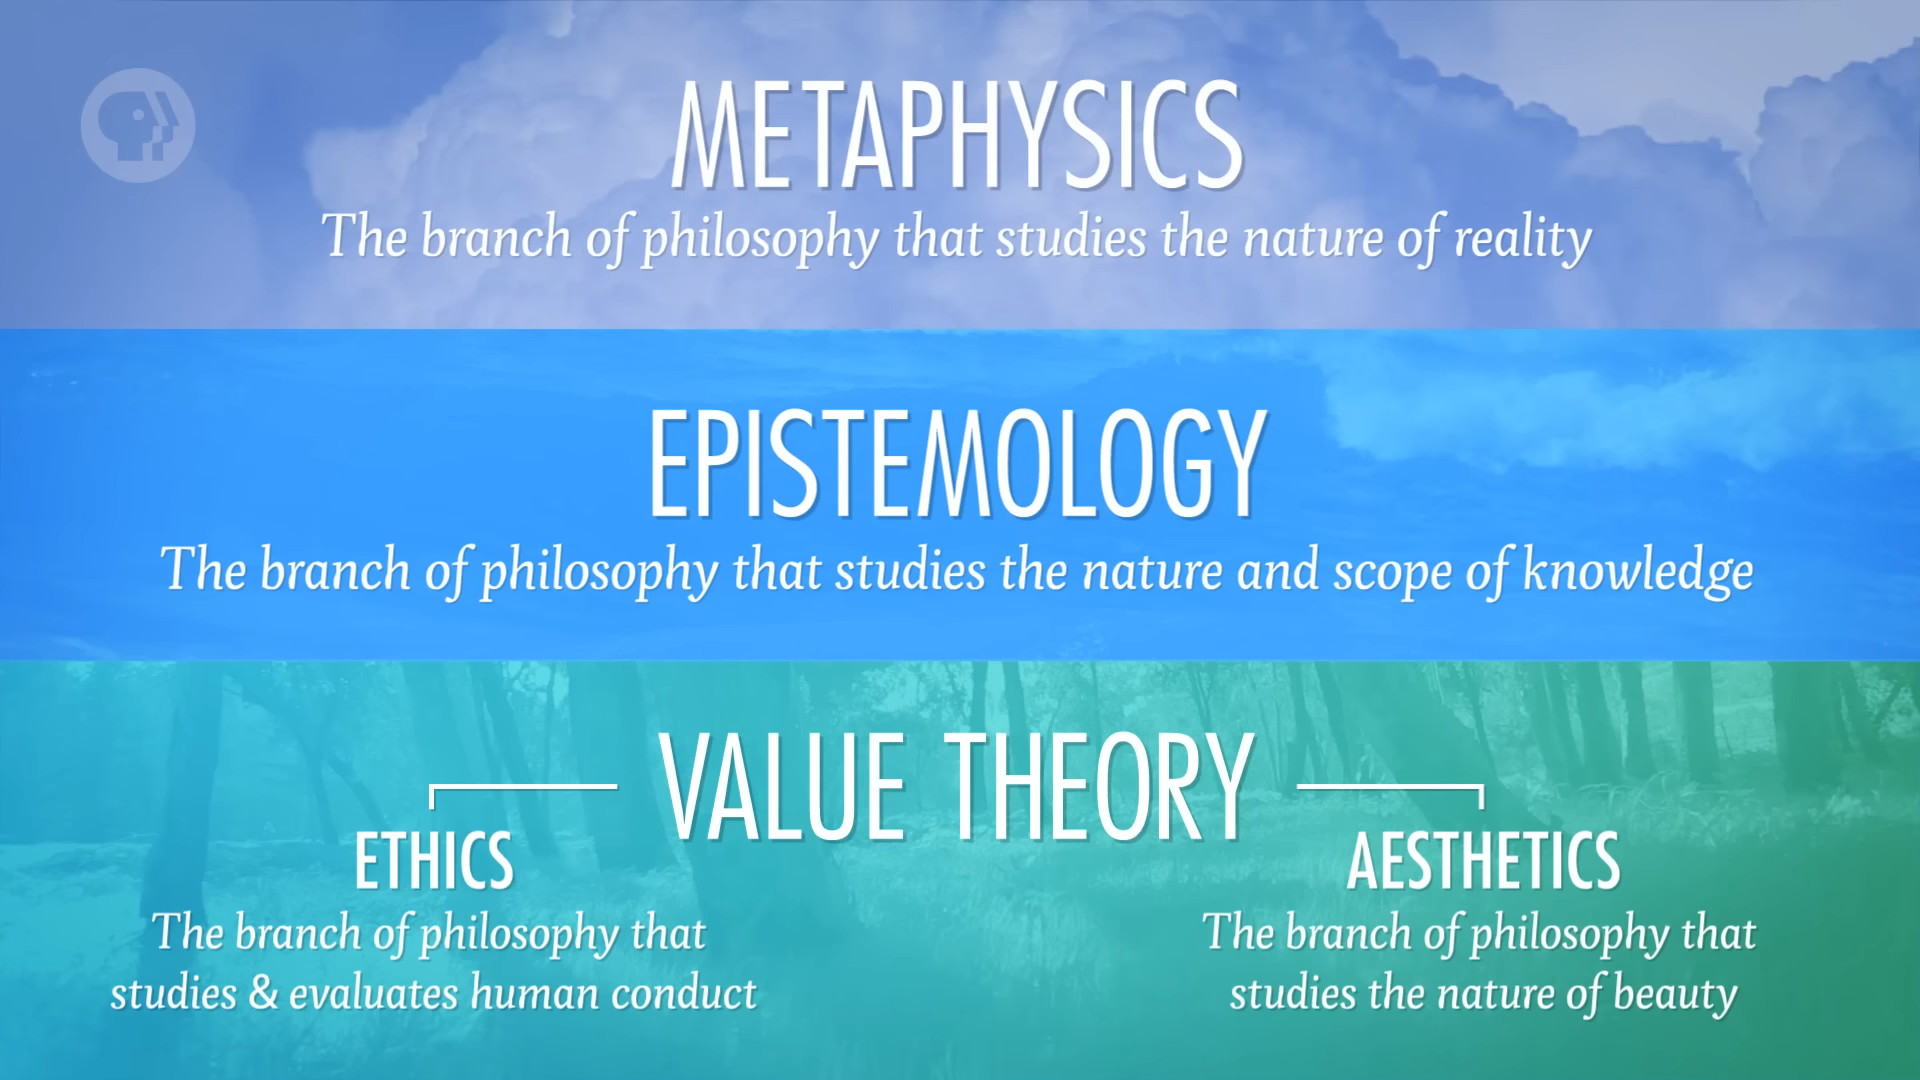 METAPHYSICS
The branch of philosophy that studies the nature of reality
EPISTEMOLOGY
The branch of philosophy that studies the nature and scope of knowledge
VALUE THEORY
ETHICS
The branch of philosophy that
studies & evaluates human conduct
AESTHETICS
The branch of philosophy that
studies the nature of beauty